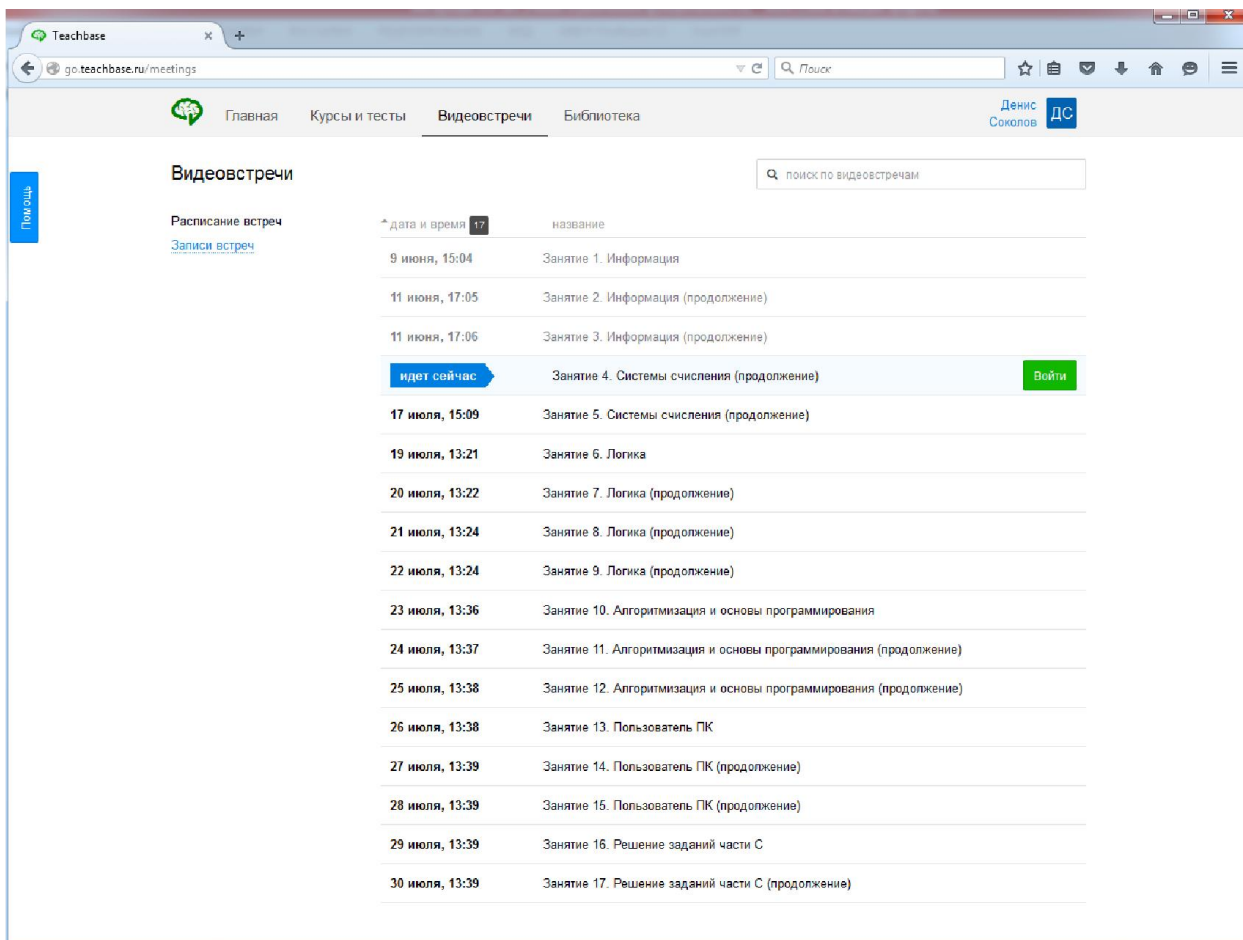 Teachbase
go.teachbase.ru/meetings
Поиск
Главная Курсы и тесты Видеовстречи Библиотека
Денис Соколов ДС
Помощь
Видеовстречи
поиск по видеовстречам
Расписание встреч
Записи встреч
дата и время 17 название
9 июня, 15:04 Занятие 1. Информация
11 июня, 17:05 Занятие 2. Информация (продолжение)
11 июня, 17:06 Занятие 3. Информация (продолжение)
идет сейчас Занятие 4. Системы счисления (продолжение) Войти
17 июля, 15:09 Занятие 5. Системы счисления (продолжение)
19 июля, 13:21 Занятие 6. Логика
20 июля, 13:22 Занятие 7. Логика (продолжение)
21 июля, 13:24 Занятие 8. Логика (продолжение)
22 июля, 13:24 Занятие 9. Логика (продолжение)
23 июля, 13:36 Занятие 10. Алгоритмизация и основы программирования
24 июля, 13:37 Занятие 11. Алгоритмизация и основы программирования (продолжение)
25 июля, 13:38 Занятие 12. Алгоритмизация и основы программирования (продолжение)
26 июля, 13:38 Занятие 13. Пользователь ПК
27 июля, 13:39 Занятие 14. Пользователь ПК (продолжение)
28 июля, 13:39 Занятие 15. Пользователь ПК (продолжение)
29 июля, 13:39 Занятие 16. Решение заданий части С
30 июля, 13:39 Занятие 17. Решение заданий части С (продолжение)